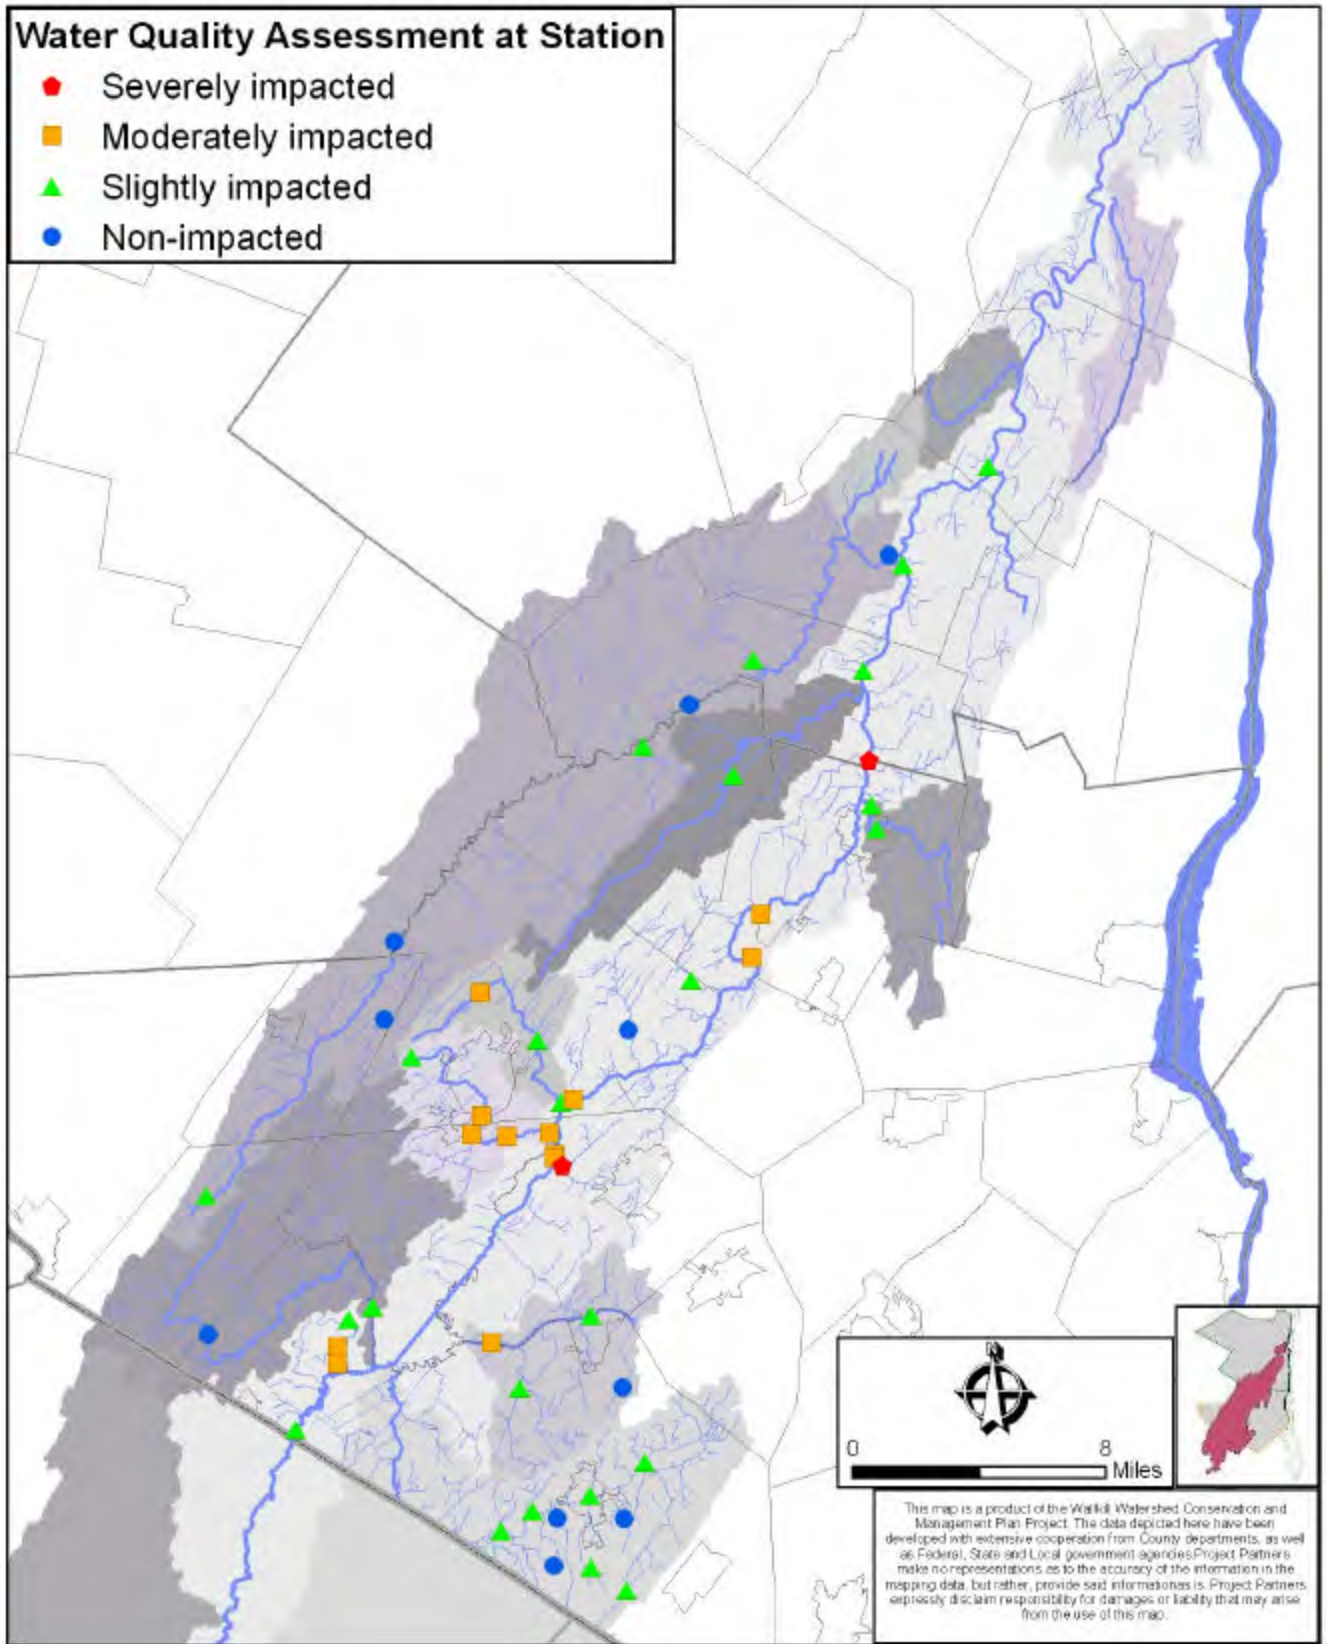 Water Quality Assessment at Station
Severely impacted
Moderately impacted
Slightly impacted
Non-impacted
N
0 8
Miles
This map is a product of the Wallkill Watershed Conservation and
Management Plan Project. The data depicted here have been
developed with extensive cooperation from County departments, as well
as Federal, State and Local government agencies.Project Partners
make no representations as to the accuracy of the information in the
mapping data, but rather, provide said informationas is. Project Partners
expressly disclaim responsibility for damages or liability that may arise
from the use of this map.